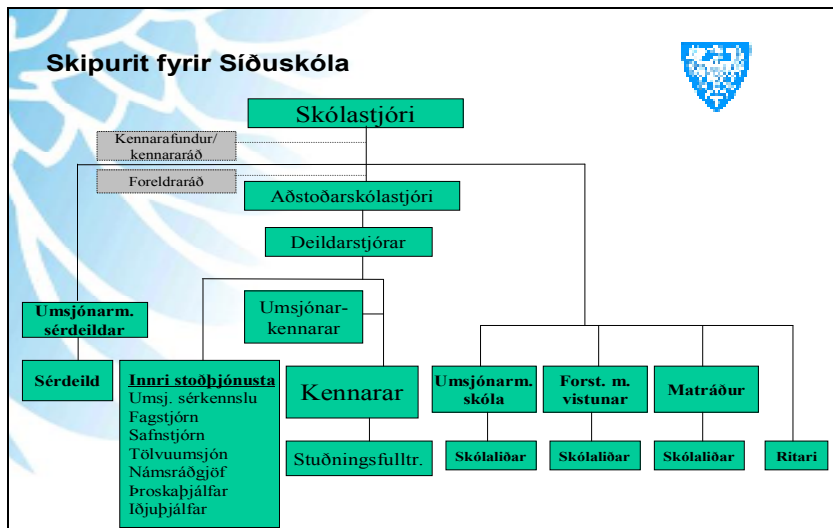 Skipurit fyrir Síðuskóla
Skólastjóri
Kennarafundur/
kennararáð
Foreldraráð
Aðstoðarskólastjóri
Deildarstjórar
Umsjónarm.
sérdeildar
Umsjónar-
kennarar
Sérdeild
Innri stoðþjónusta
Umsj. sérkennslu
Fagstjórn
Safnstjórn
Tölvuumsjón
Námsráðgjöf
Þroskaþjálfar
Iðjuþjálfar
Kennarar
Stuðningsfulltr.
Umsjónarm.
skóla
Forst. m.
vistunar
Matráður
Skólaliðar
Skólaliðar
Skólaliðar
Ritari